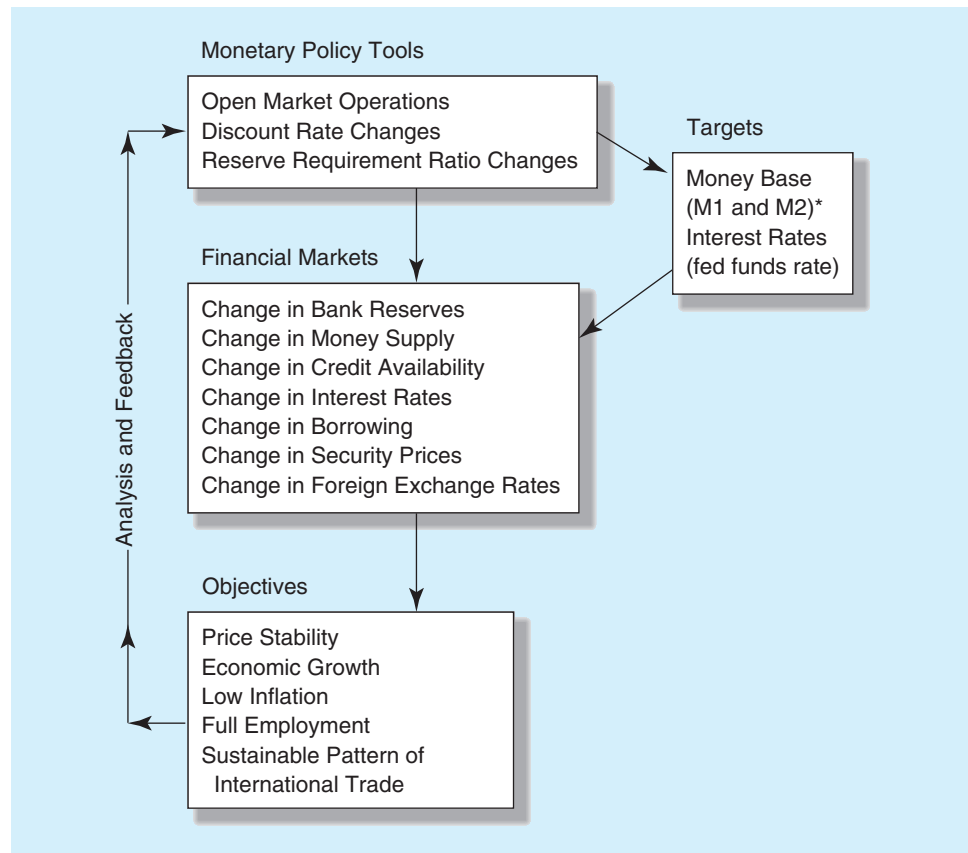 Monetary Policy Tools
Open Market Operations
Discount Rate Changes
Reserve Requirement Ratio Changes
Targets
Money Base
(M1 and M2)*
Interest Rates
(fed funds rate)
Financial Markets
Change in Bank Reserves
Change in Money Supply
Change in Credit Availability
Change in Interest Rates
Change in Borrowing
Change in Security Prices
Change in Foreign Exchange Rates
Analysis and Feedback
Objectives
Price Stability
Economic Growth
Low Inflation
Full Employment
Sustainable Pattern of
International Trade